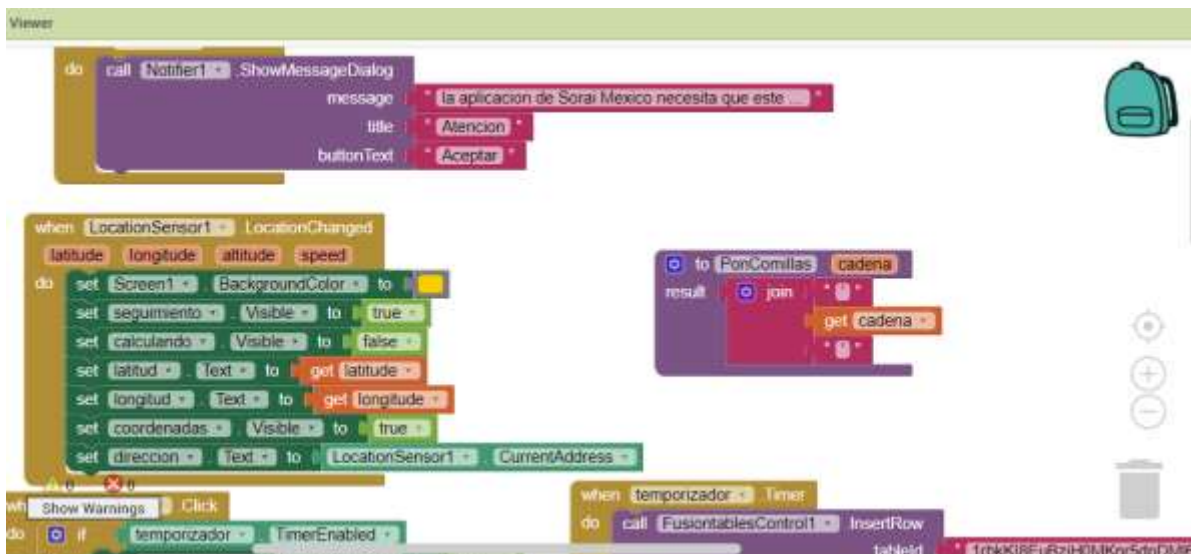 Viewer
do call Notifier1 .ShowMessageDialog
message " la aplicacion de Sorai Mexico necesita que este ... "
title " Atencion "
buttonText " Aceptar "
when LocationSensor1 .LocationChanged
latitude longitude altitude speed
do set Screen1 . BackgroundColor to
set seguimiento . Visible to true
set calculando . Visible to false
set latitud . Text to get latitude
set longitud . Text to get longitude
set coordenadas . Visible to true
set direccion . Text to LocationSensor1 . CurrentAddress
to PonComillas cadena
result join " ' "
get cadena
" ' "
0 0
Show Warnings
Click
do if temporizador . TimerEnabled
when temporizador .Timer
do call FusiontablesControl1 .InsertRow
tableId